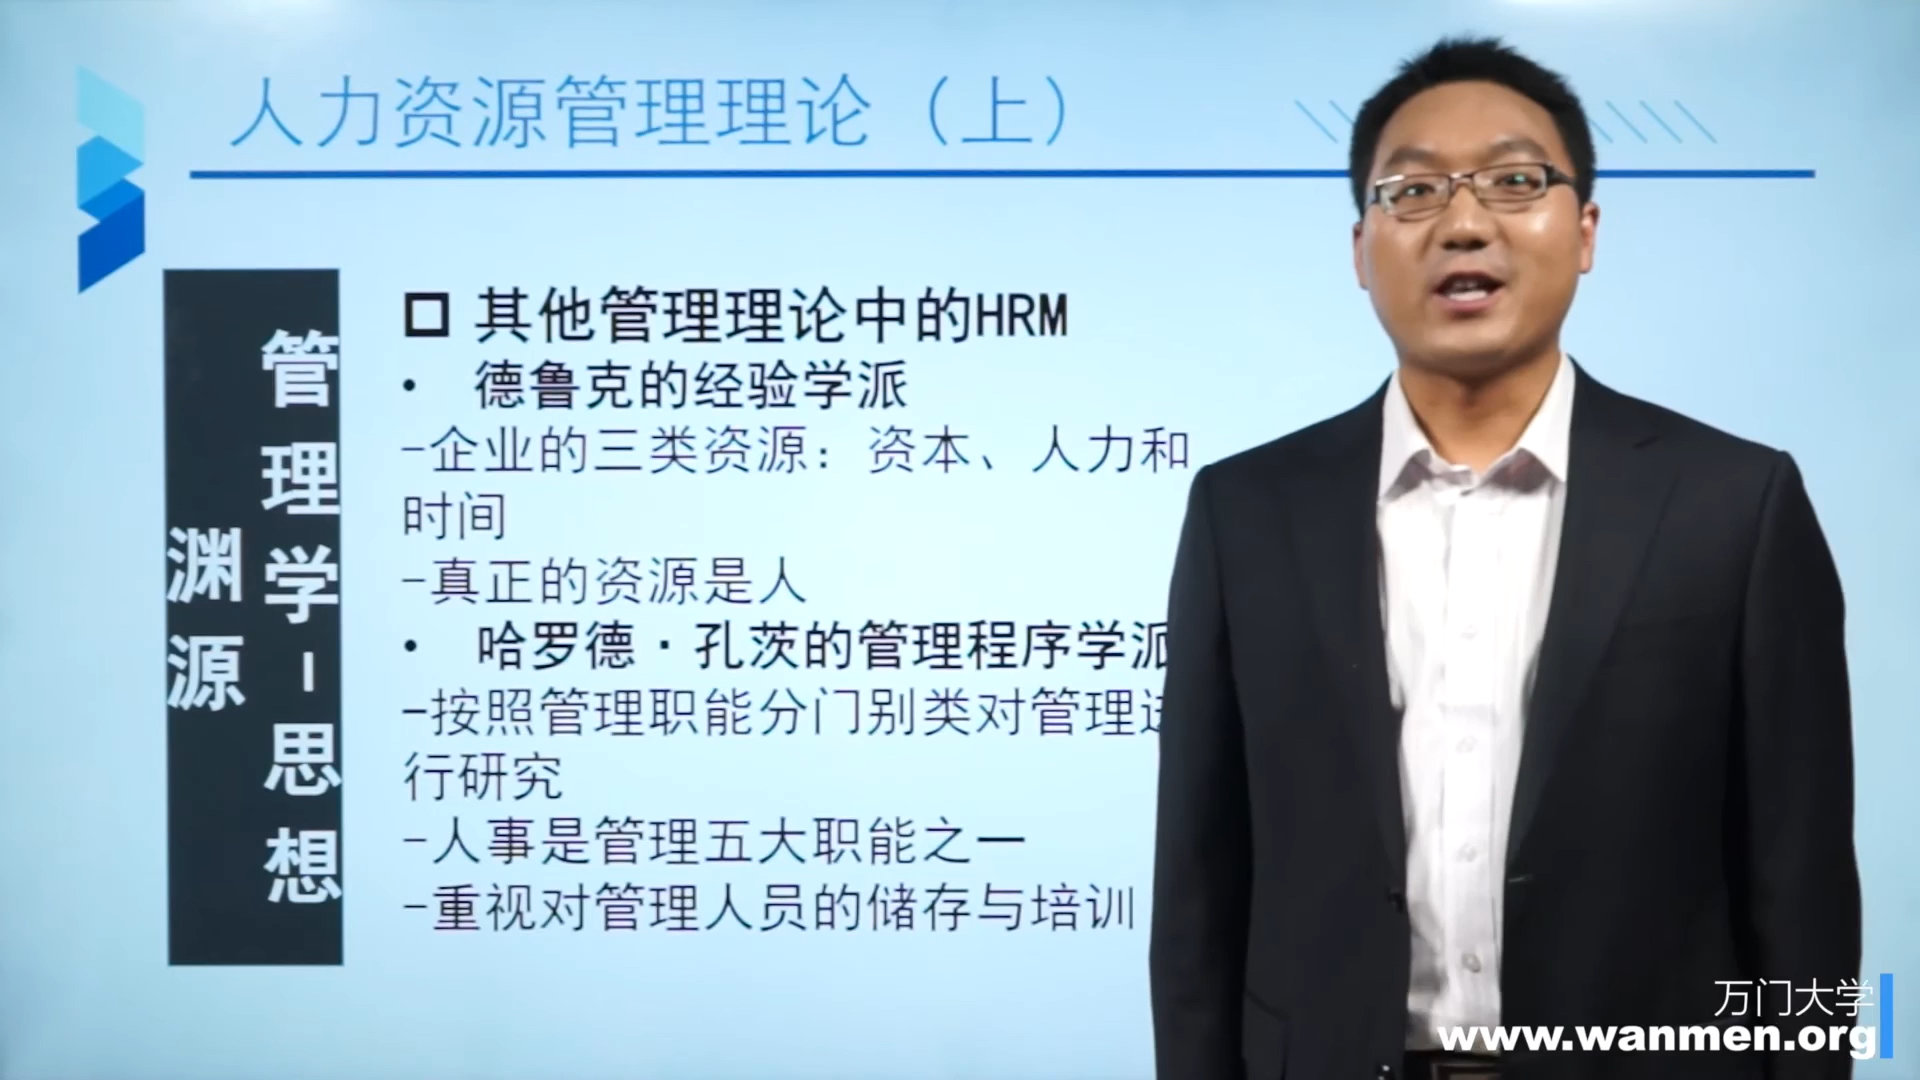 人力资源管理理论（上）
管理学-思想
渊源
其他管理理论中的HRM
• 德鲁克的经验学派
-企业的三类资源：资本、人力和
时间
-真正的资源是人
• 哈罗德·孔茨的管理程序学派
-按照管理职能分门别类对管理进
行研究
-人事是管理五大职能之一
-重视对管理人员的储存与培训
万门大学
www.wanmen.org